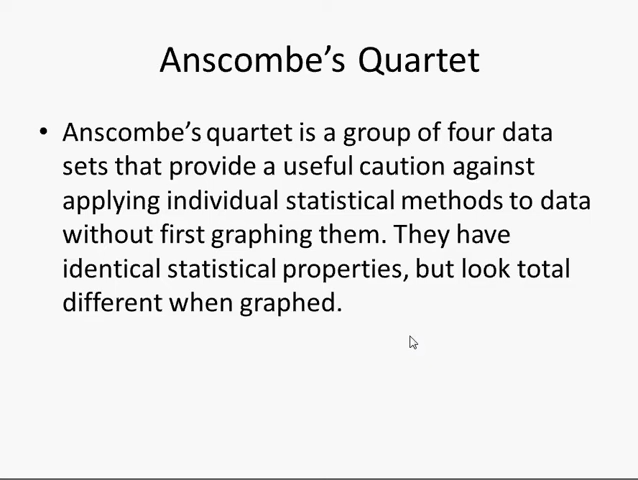 Anscombe’s Quartet
• Anscombe’s quartet is a group of four data
sets that provide a useful caution against
applying individual statistical methods to data
without first graphing them. They have
identical statistical properties, but look total
different when graphed.